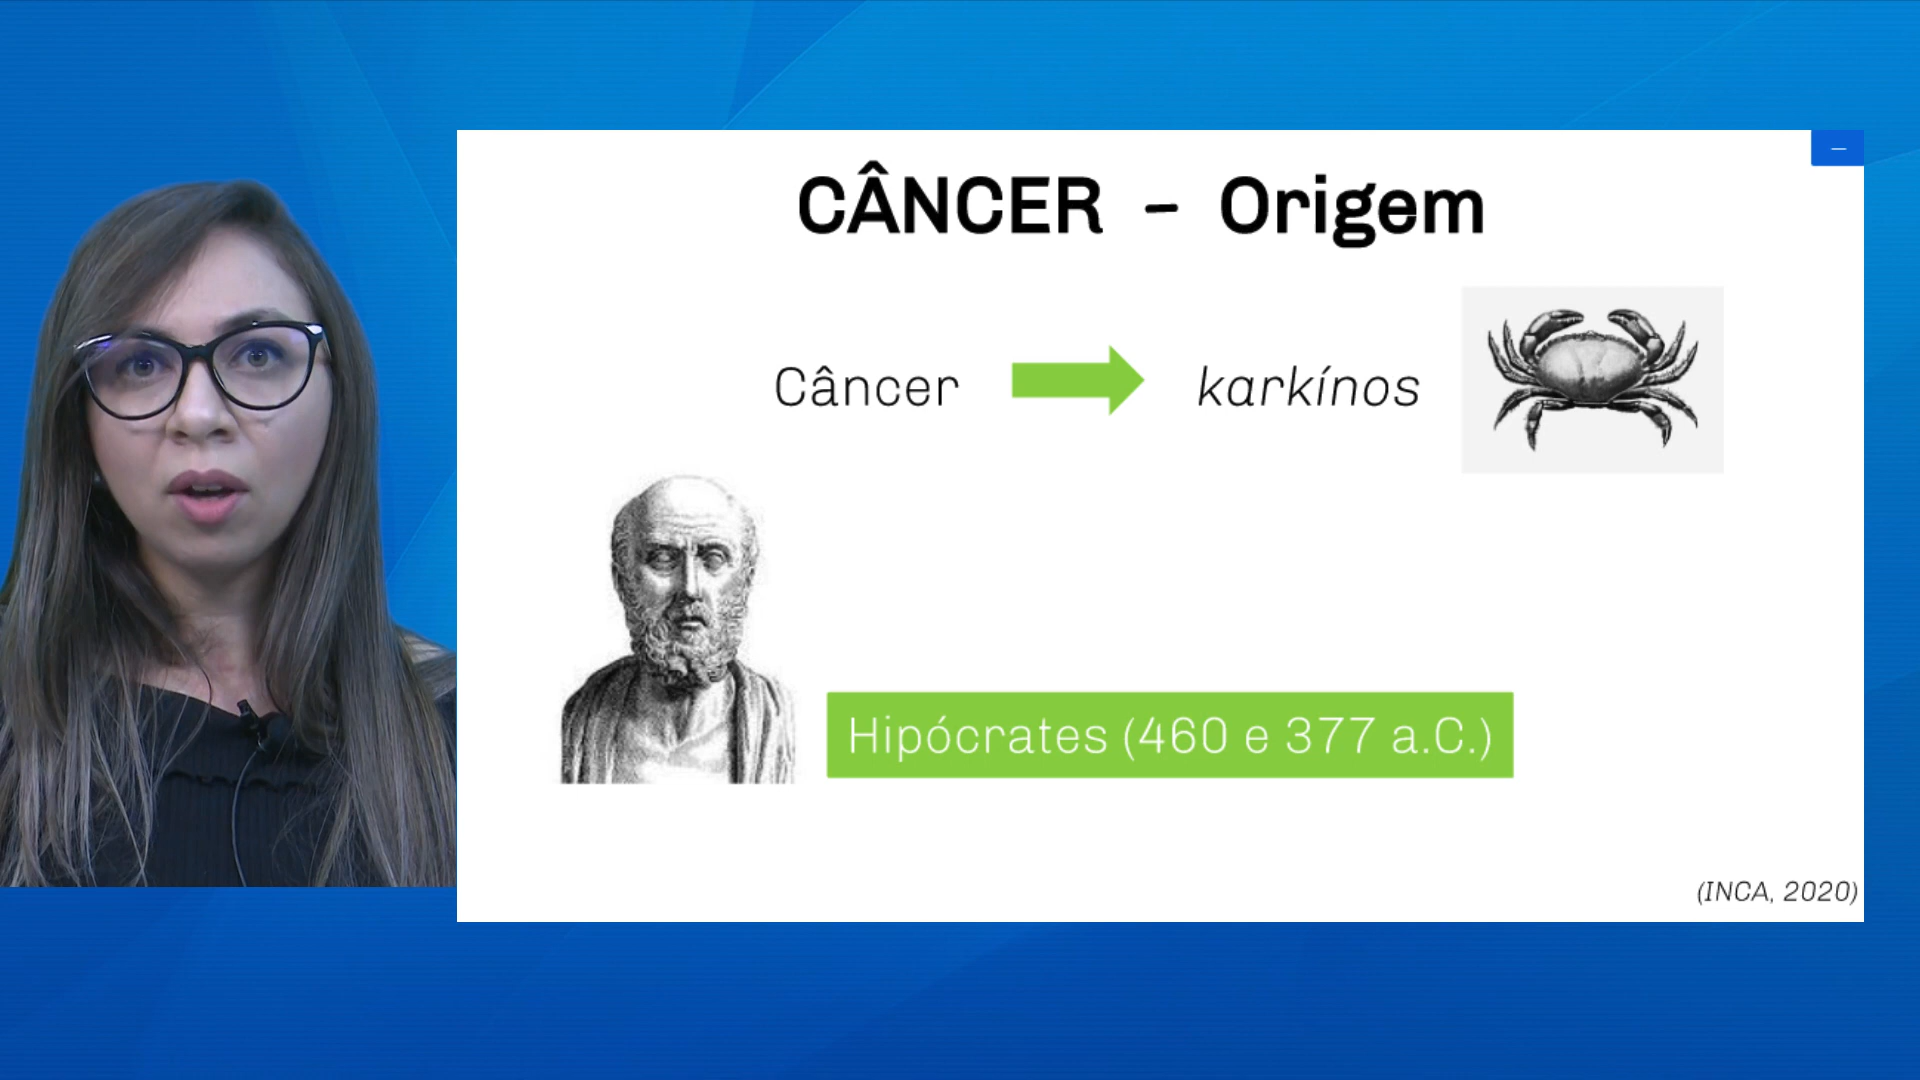 CÂNCER - Origem
Câncer
karkínos
Hipócrates (460 e 377 a.C.)
(INCA, 2020)